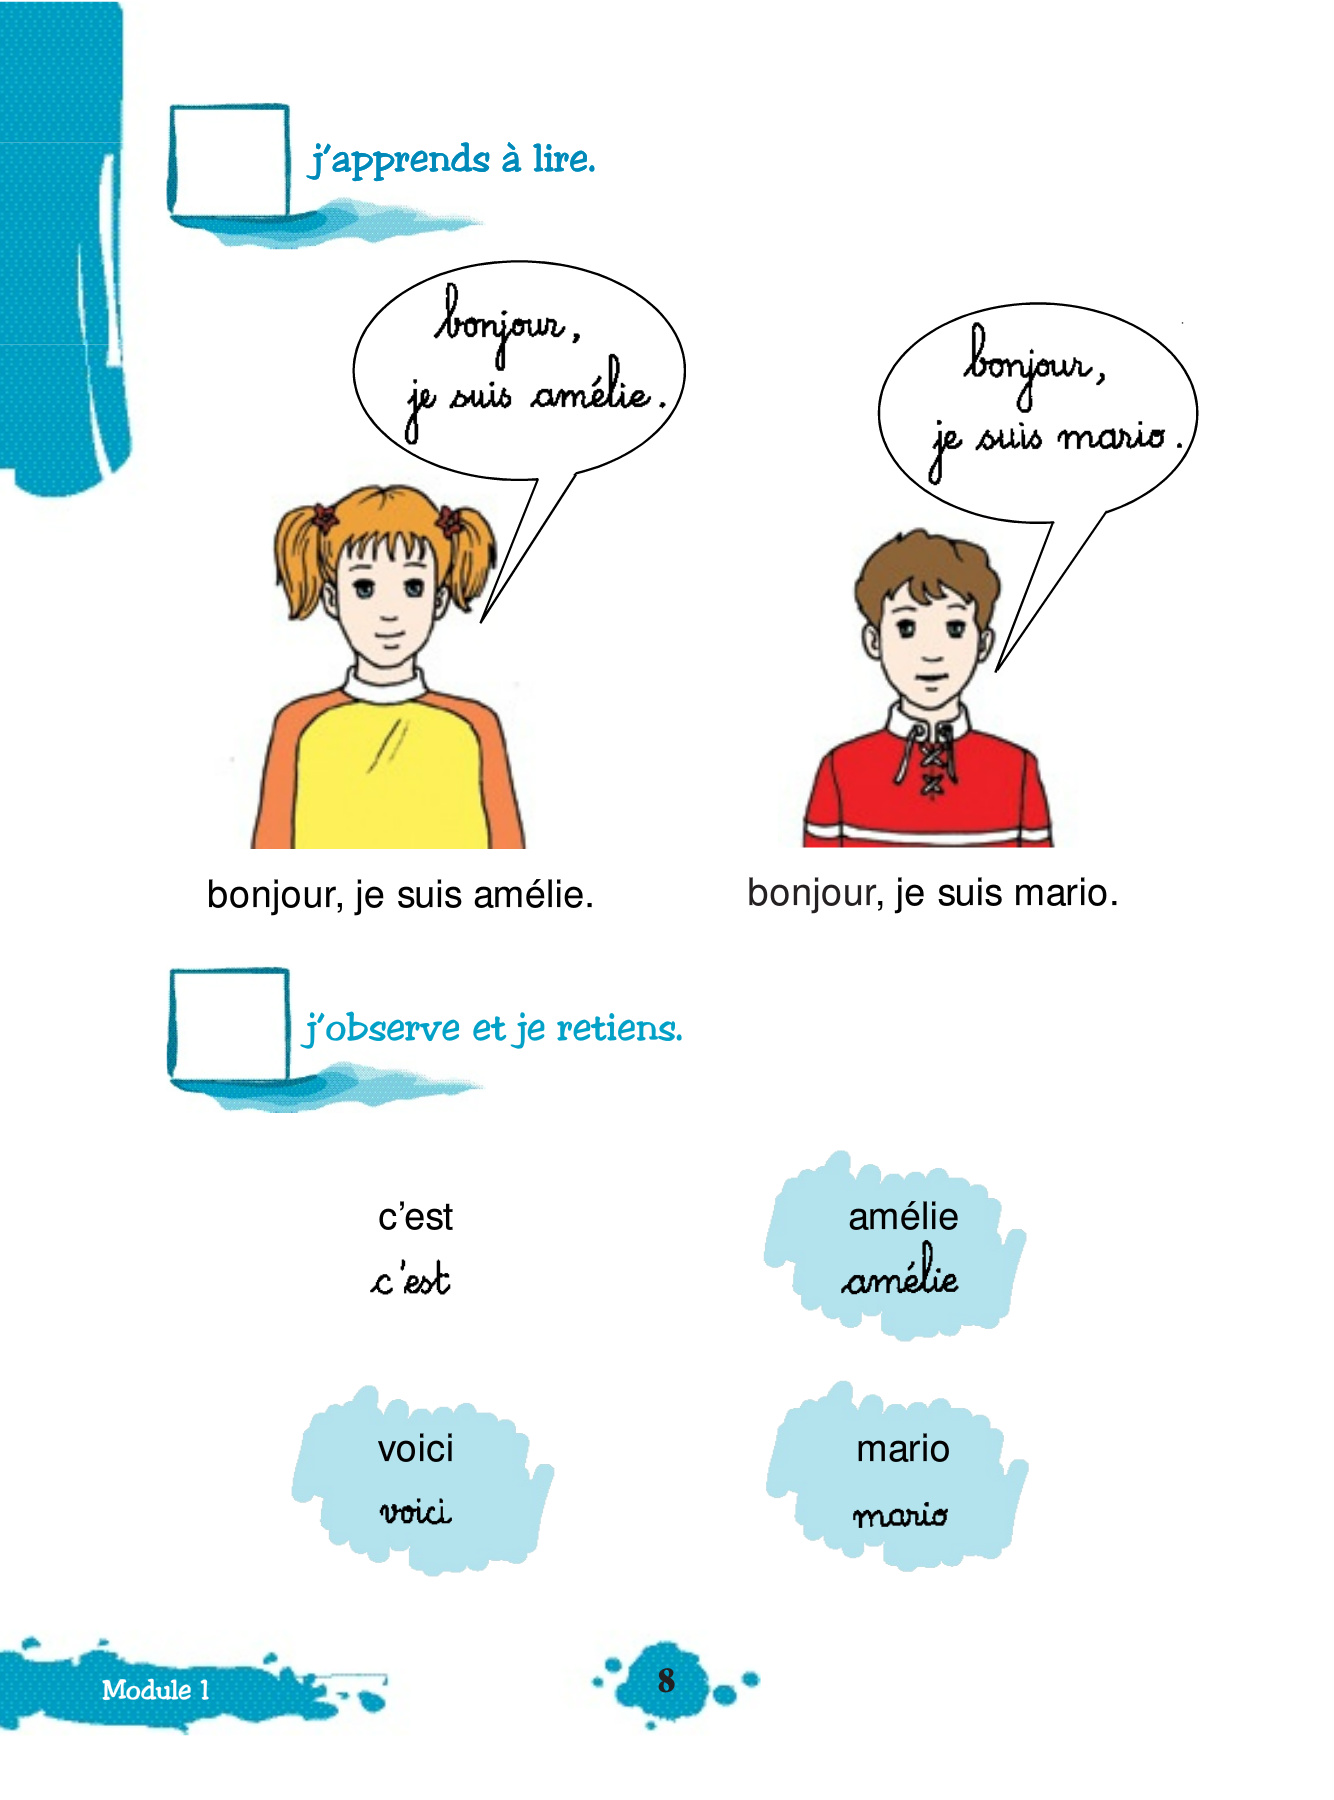 j'apprends à lire.
bonjour,
je suis amélie.
bonjour,
je suis mario.
bonjour, je suis amélie.
bonjour, je suis mario.
j'observe et je retiens.
c'est
c'est
amélie
amélie
voici
voici
mario
mario
Module 1
8